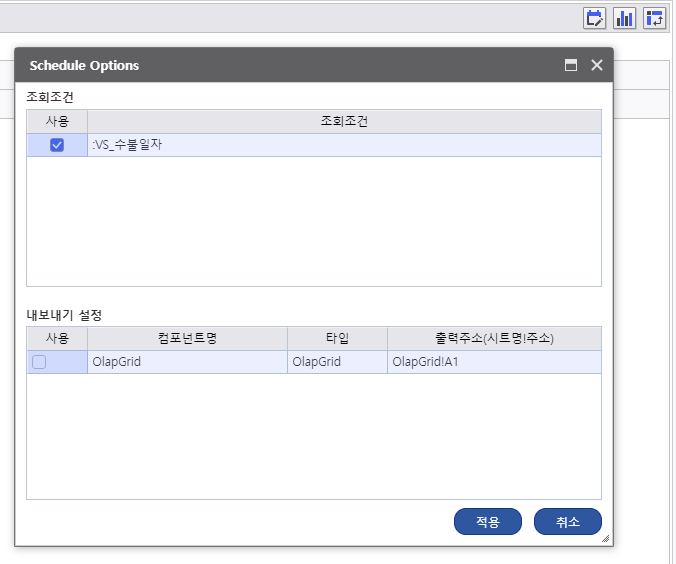 Schedule Options
조회조건
사용 조회조건
:VS_수불일자
내보내기 설정
사용 컴포넌트명 타입 출력주소(시트명!주소)
OlapGrid OlapGrid OlapGrid!A1
적용 취소